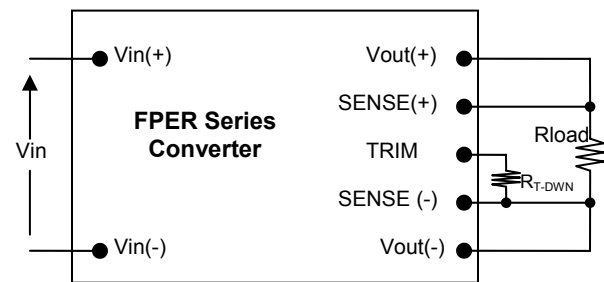 Vin(+)
Vout(+)
SENSE(+)
FPER Series
Converter
Rload
Vin
TRIM
R_T-DWN
SENSE (-)
Vin(-)
Vout(-)